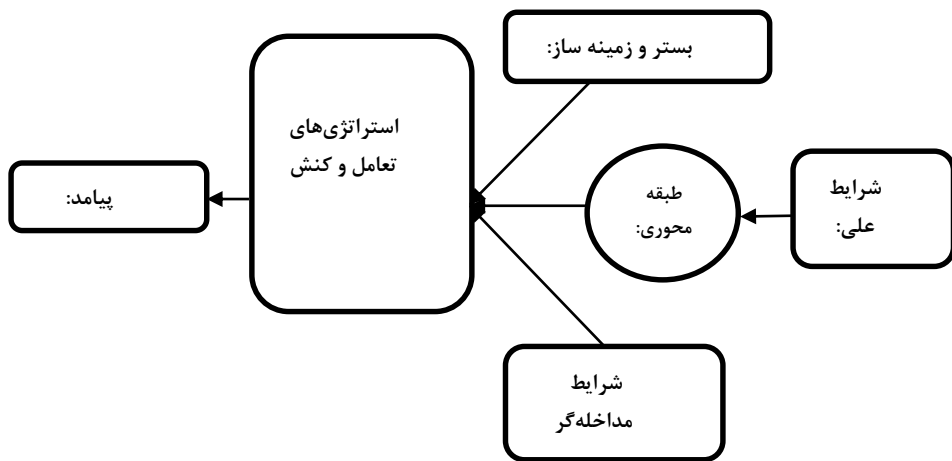 بستر و زمینه ساز:
شرایط
علی:
طبقه
محوری:
استراتژی‌های
تعامل و کنش
پیامد:
شرایط
مداخله‌گر